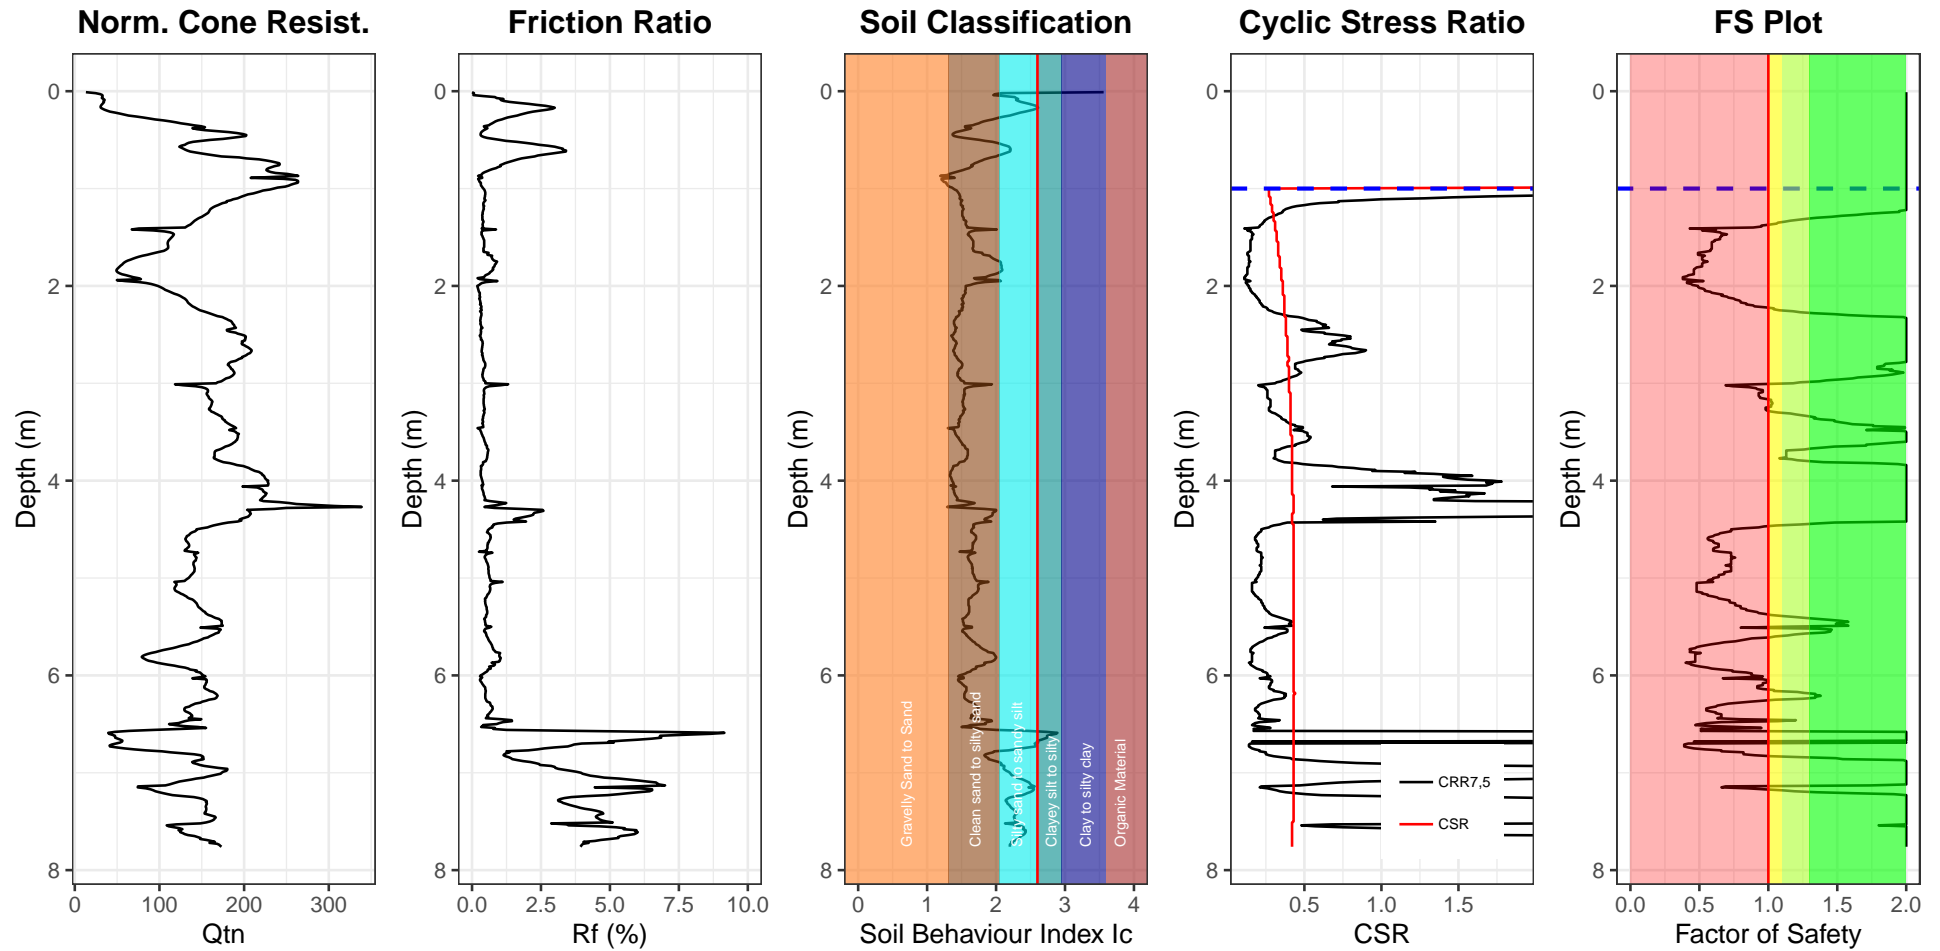 Norm. Cone Resist.
Friction Ratio
Soil Classification
Cyclic Stress Ratio
FS Plot
Depth (m)
0
2
4
6
8
0
100
200
300
Qtn
Depth (m)
0
2
4
6
8
0.0
2.5
5.0
7.5
10.0
Rf (%)
Depth (m)
0
2
4
6
8
Gravelly Sand to Sand
Clean sand to silty sand
Silty sand to sandy silt
Clayey silt to silty
Clay to silty clay
Organic Material
0
1
2
3
4
Soil Behaviour Index Ic
Depth (m)
0
2
4
6
8
CRR7,5
CSR
0.5
1.0
1.5
CSR
Depth (m)
0
2
4
6
8
0.0
0.5
1.0
1.5
2.0
Factor of Safety